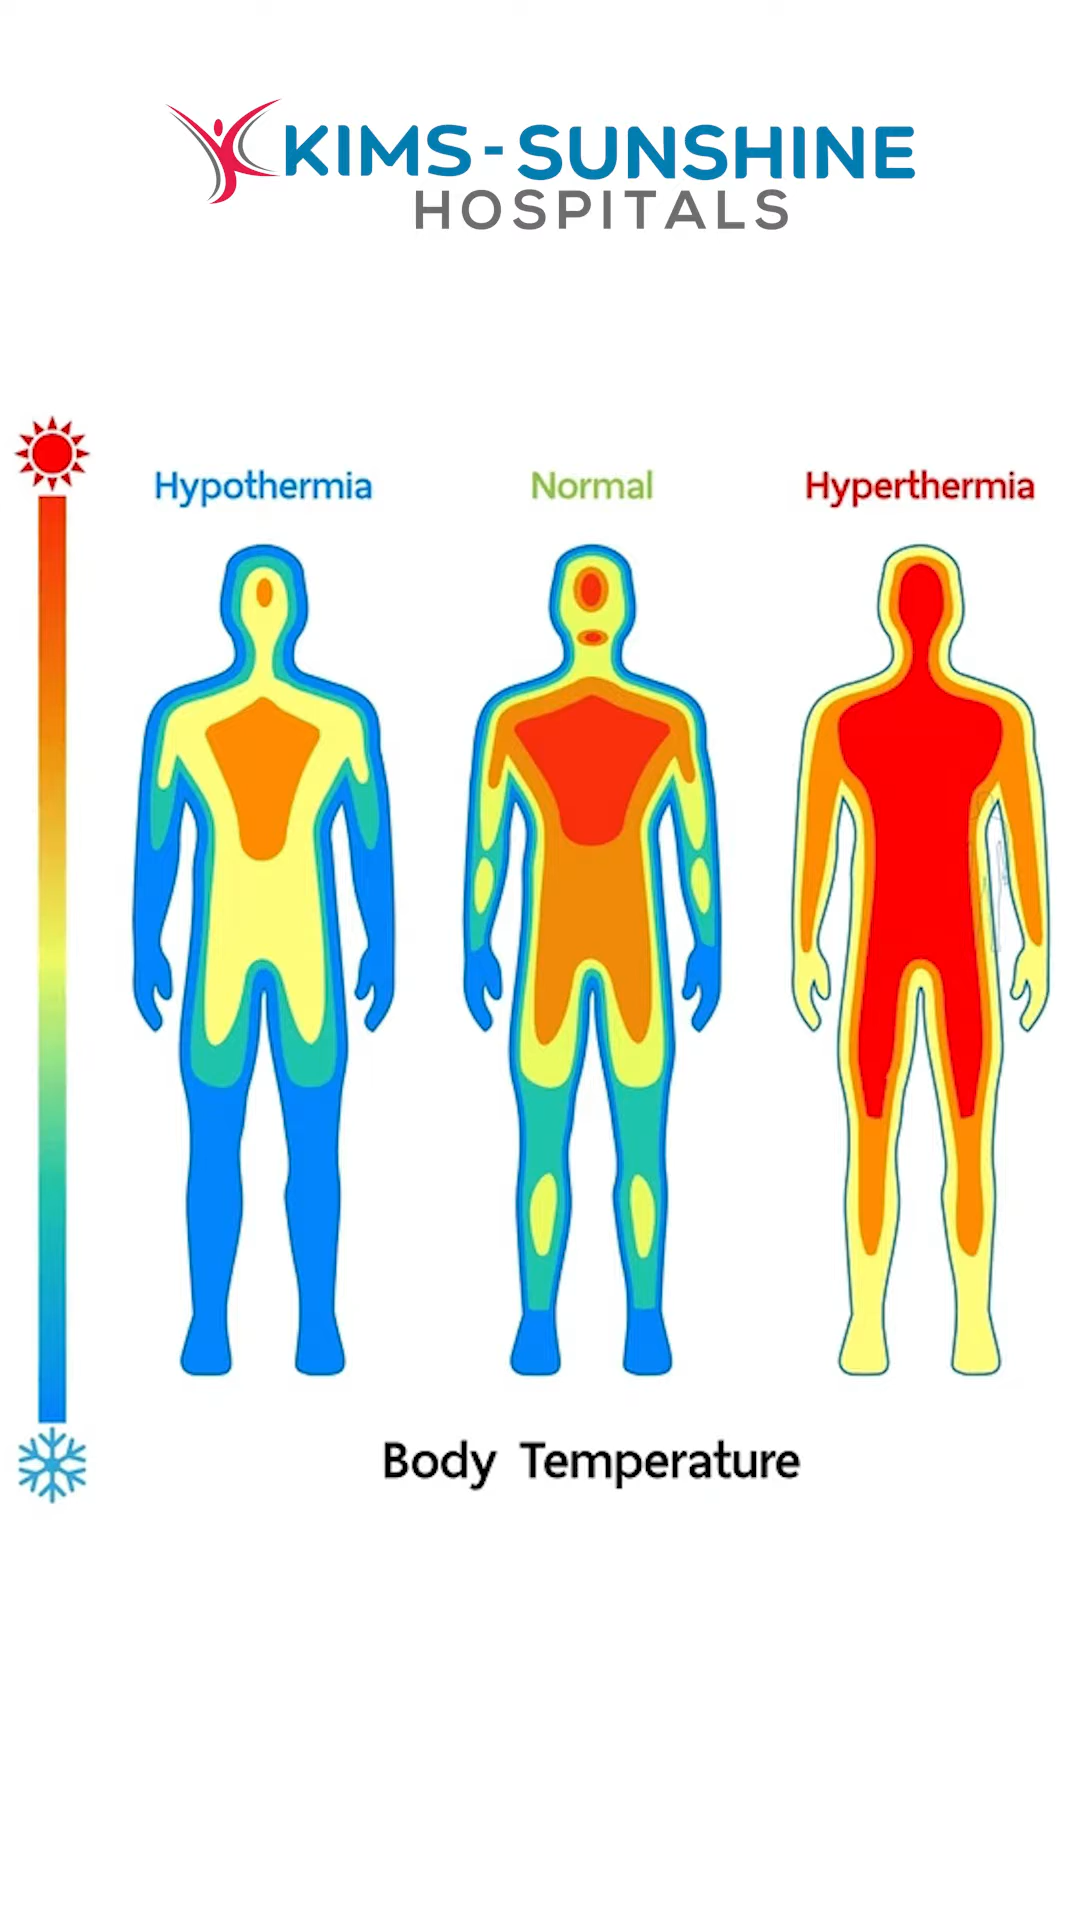 KIMS-SUNSHINE
HOSPITALS
Hypothermia
Normal
Hyperthermia
Body Temperature